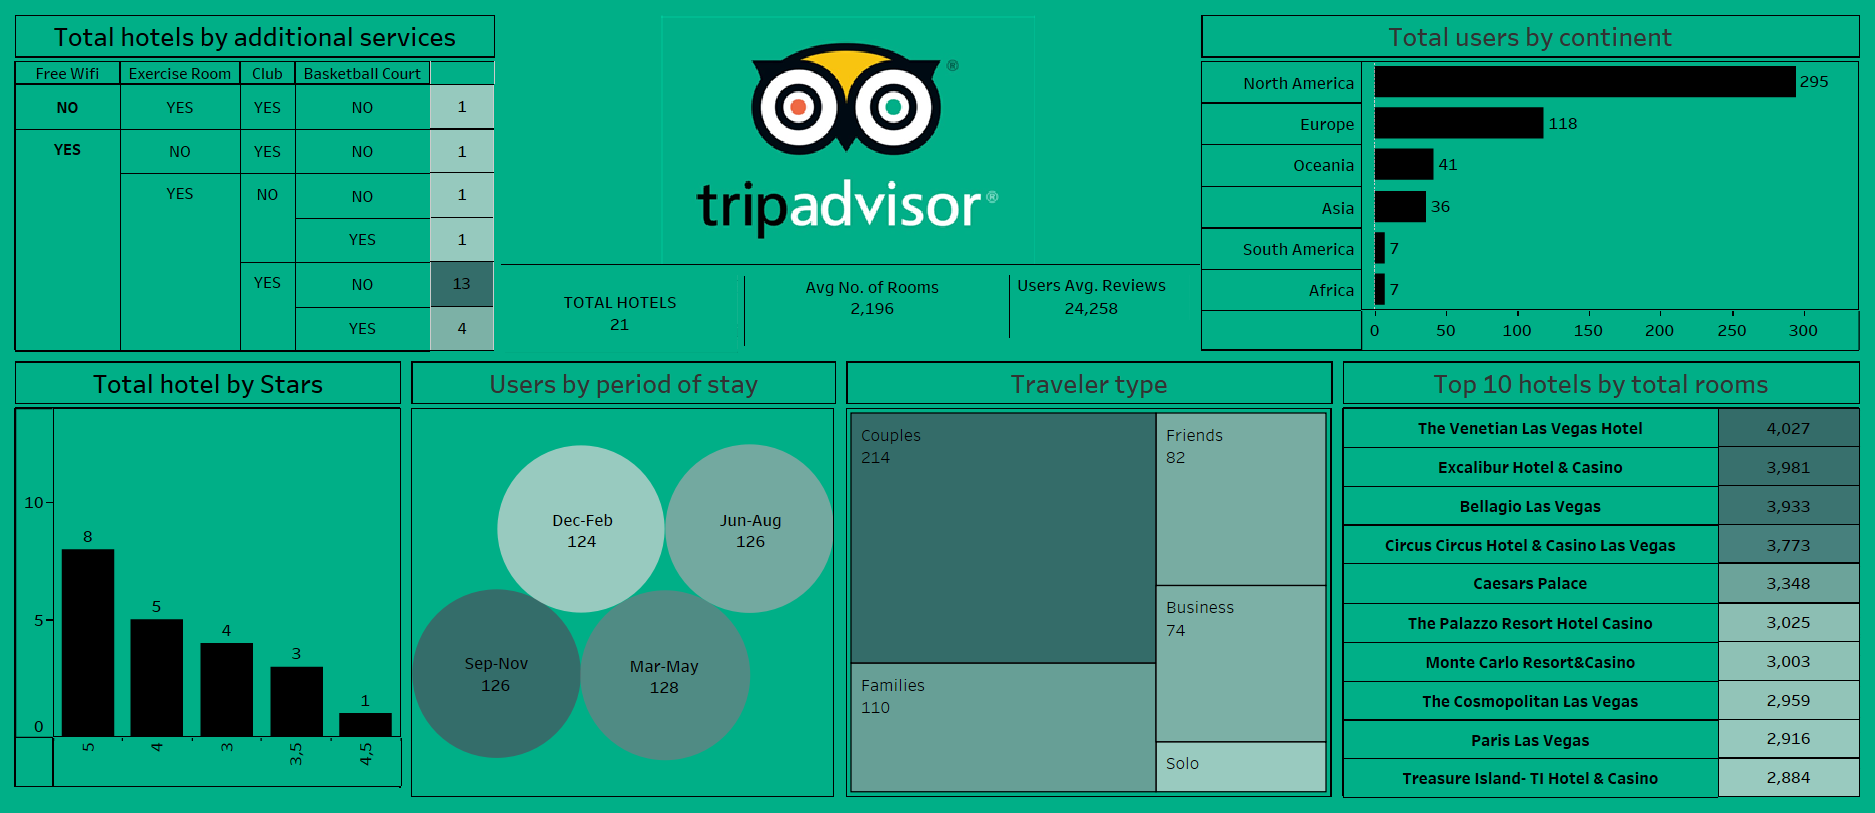 Total hotels by additional services
Free Wifi Exercise Room Club Basketball Court
NO YES YES NO 1
YES NO YES NO 1
YES NO NO 1
YES 1
YES NO 13
YES 4
tripadvisor®
®
TOTAL HOTELS
21
Avg No. of Rooms
2,196
Users Avg. Reviews
24,258
Total users by continent
North America 295
Europe 118
Oceania 41
Asia 36
South America 7
Africa 7
0 50 100 150 200 250 300
Total hotel by Stars
10
5
0
8
5
4
3
1
5 4 3 3,5 4,5
Users by period of stay
Dec-Feb
124
Jun-Aug
126
Sep-Nov
126
Mar-May
128
Traveler type
Couples
214
Friends
82
Business
74
Families
110
Solo
Top 10 hotels by total rooms
The Venetian Las Vegas Hotel 4,027
Excalibur Hotel & Casino 3,981
Bellagio Las Vegas 3,933
Circus Circus Hotel & Casino Las Vegas 3,773
Caesars Palace 3,348
The Palazzo Resort Hotel Casino 3,025
Monte Carlo Resort&Casino 3,003
The Cosmopolitan Las Vegas 2,959
Paris Las Vegas 2,916
Treasure Island- TI Hotel & Casino 2,884